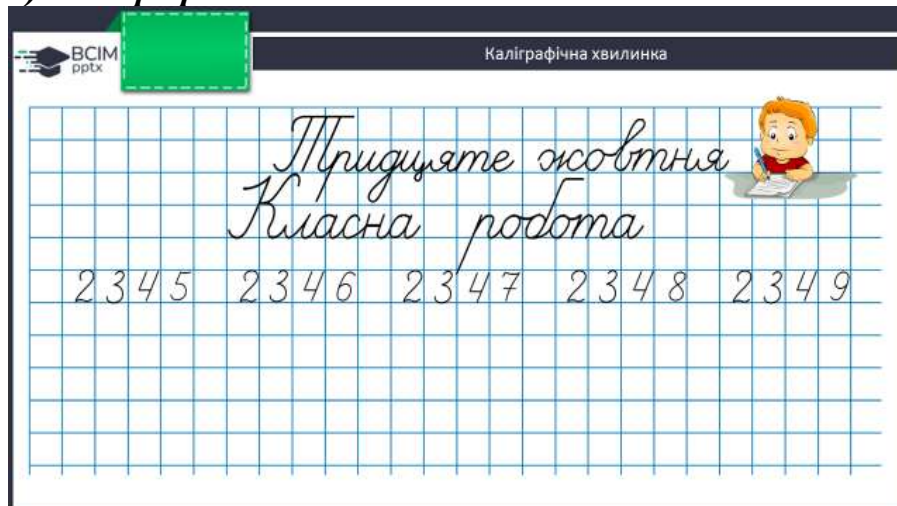 ВСІМ
pptx
Каліграфічна хвилинка
Тридцяте жовтня
Класна робота
2345 2346 2347 2348 2349